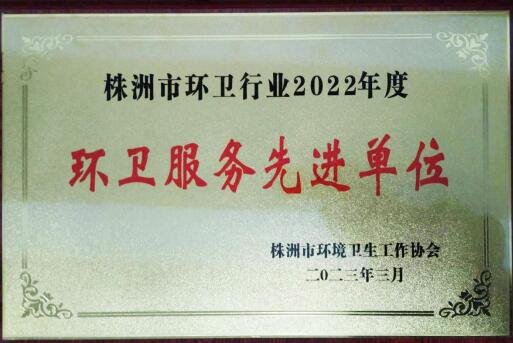 株洲市环卫行业2022年度
环卫服务先进单位
株洲市环境卫生工作协会
二〇二三年三月